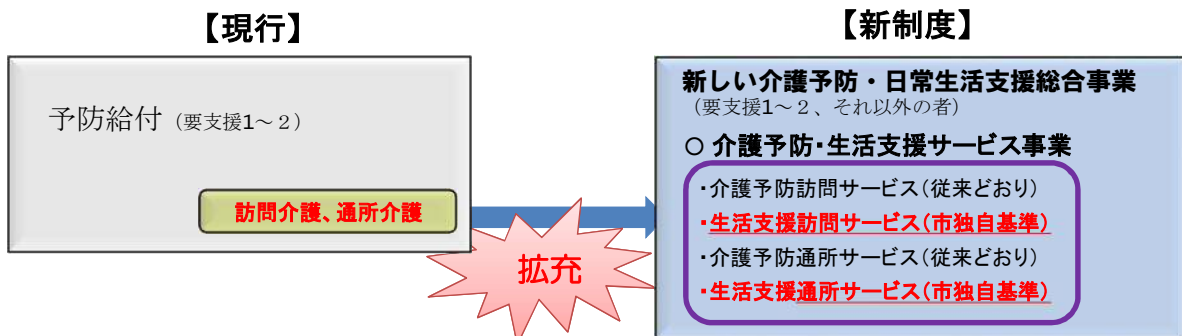 【現行】
予防給付（要支援1～２）
訪問介護、通所介護
拡充
【新制度】
新しい介護予防・日常生活支援総合事業
（要支援1～２、それ以外の者）
○ 介護予防・生活支援サービス事業
・介護予防訪問サービス（従来どおり）
・生活支援訪問サービス（市独自基準）
・介護予防通所サービス（従来どおり）
・生活支援通所サービス（市独自基準）